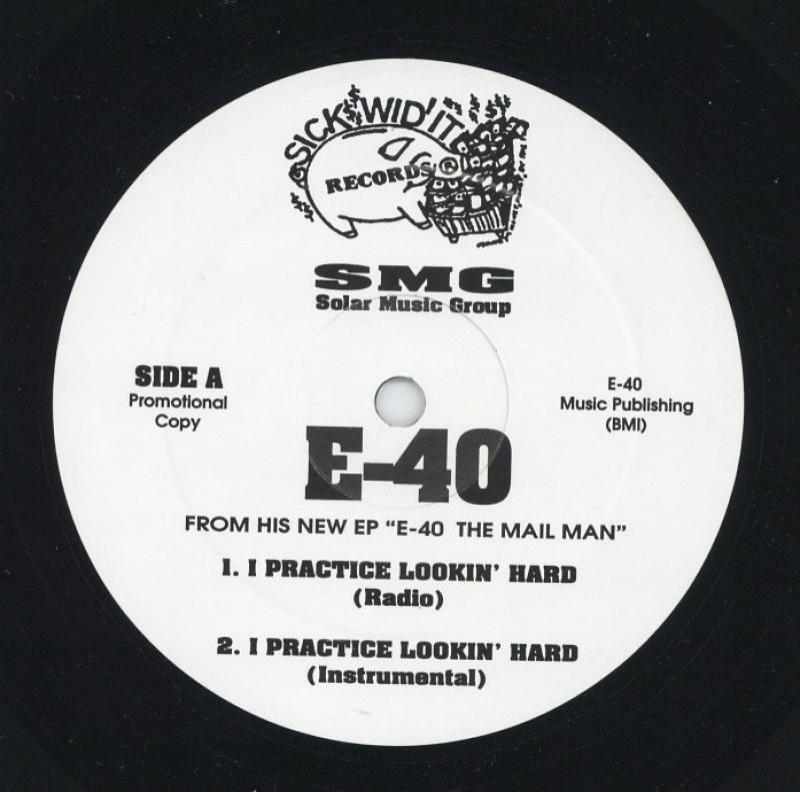 SICK WID' IT
RECORDS ®
SMG
Solar Music Group
SIDE A
Promotional
Copy
E-40
Music Publishing
(BMI)
E-40
FROM HIS NEW EP "E-40 THE MAIL MAN"
1. I PRACTICE LOOKIN' HARD
(Radio)
2. I PRACTICE LOOKIN' HARD
(Instrumental)